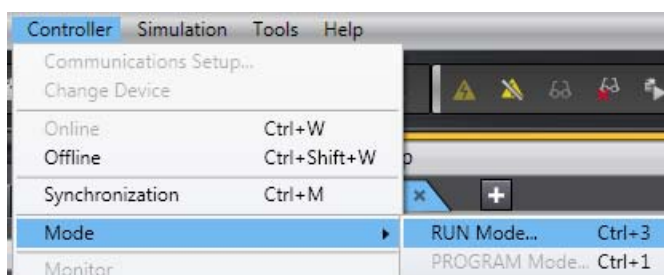 Controller Simulation Tools Help
Communications Setup...
Change Device
Online Ctrl+W
Offline Ctrl+Shift+W
Synchronization Ctrl+M
Mode RUN Mode... Ctrl+3
Monitor PROGRAM Mode... Ctrl+1